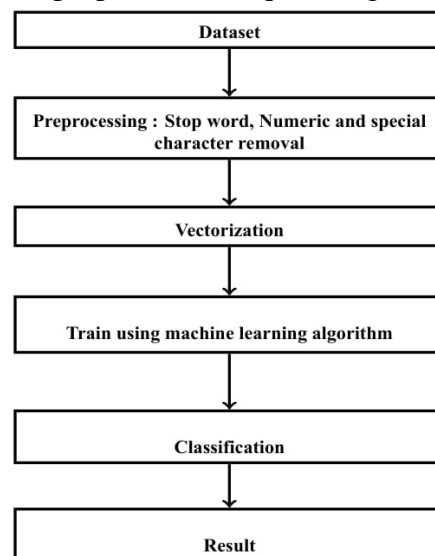 Dataset
Preprocessing : Stop word, Numeric and special
character removal
Vectorization
Train using machine learning algorithm
Classification
Result